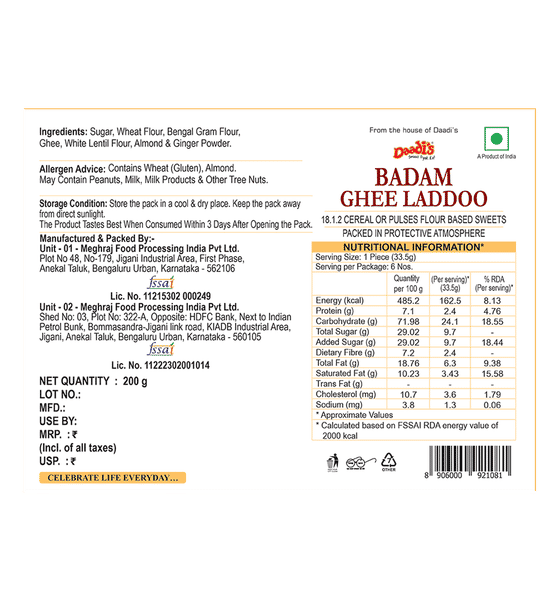 Ingredients: Sugar, Wheat Flour, Bengal Gram Flour,
Ghee, White Lentil Flour, Almond & Ginger Powder.
Allergen Advice: Contains Wheat (Gluten), Almond.
May Contain Peanuts, Milk, Milk Products & Other Tree Nuts.
Storage Condition: Store the pack in a cool & dry place. Keep the pack away
from direct sunlight.
The Product Tastes Best When Consumed Within 3 Days After Opening the Pack.
Manufactured & Packed By:-
Unit - 01 - Meghraj Food Processing India Pvt Ltd.
Plot No 48, No-179, Jigani Industrial Area, First Phase,
Anekal Taluk, Bengaluru Urban, Karnataka - 562106
fssai
Lic. No. 11215302 000249
Unit - 02 - Meghraj Food Processing India Pvt Ltd.
Shed No: 03, Plot No: 322-A, Opposite: HDFC Bank, Next to Indian
Petrol Bunk, Bommasandra-Jigani link road, KIADB Industrial Area,
Jigani, Anekal Taluk, Bengaluru Urban, Karnataka - 560105
fssai
Lic. No. 11222302001014
NET QUANTITY : 200 g
LOT NO.:
MFD.:
USE BY:
MRP. : ₹
(Incl. of all taxes)
USP. : ₹
CELEBRATE LIFE EVERYDAY...
From the house of Daadi's
Daadi's
A Product of India
BADAM
GHEE LADDOO
18.1.2 CEREAL OR PULSES FLOUR BASED SWEETS
PACKED IN PROTECTIVE ATMOSPHERE
NUTRITIONAL INFORMATION*
Serving Size: 1 Piece (33.5g)
Serving per Package: 6 Nos.
Quantity per 100 g (Per serving)* (33.5g) % RDA (Per serving)*
Energy (kcal) 485.2 162.5 8.13
Protein (g) 7.1 2.4 4.76
Carbohydrate (g) 71.98 24.1 18.55
Total Sugar (g) 29.02 9.7 -
Added Sugar (g) 29.02 9.7 18.44
Dietary Fibre (g) 7.2 2.4 -
Total Fat (g) 18.76 6.3 9.38
Saturated Fat (g) 10.23 3.43 15.58
Trans Fat (g) - - -
Cholesterol (mg) 10.7 3.6 1.79
Sodium (mg) 3.8 1.3 0.06
* Approximate Values
* Calculated based on FSSAI RDA energy value of
2000 kcal
7
OTHER
8 906000 921081